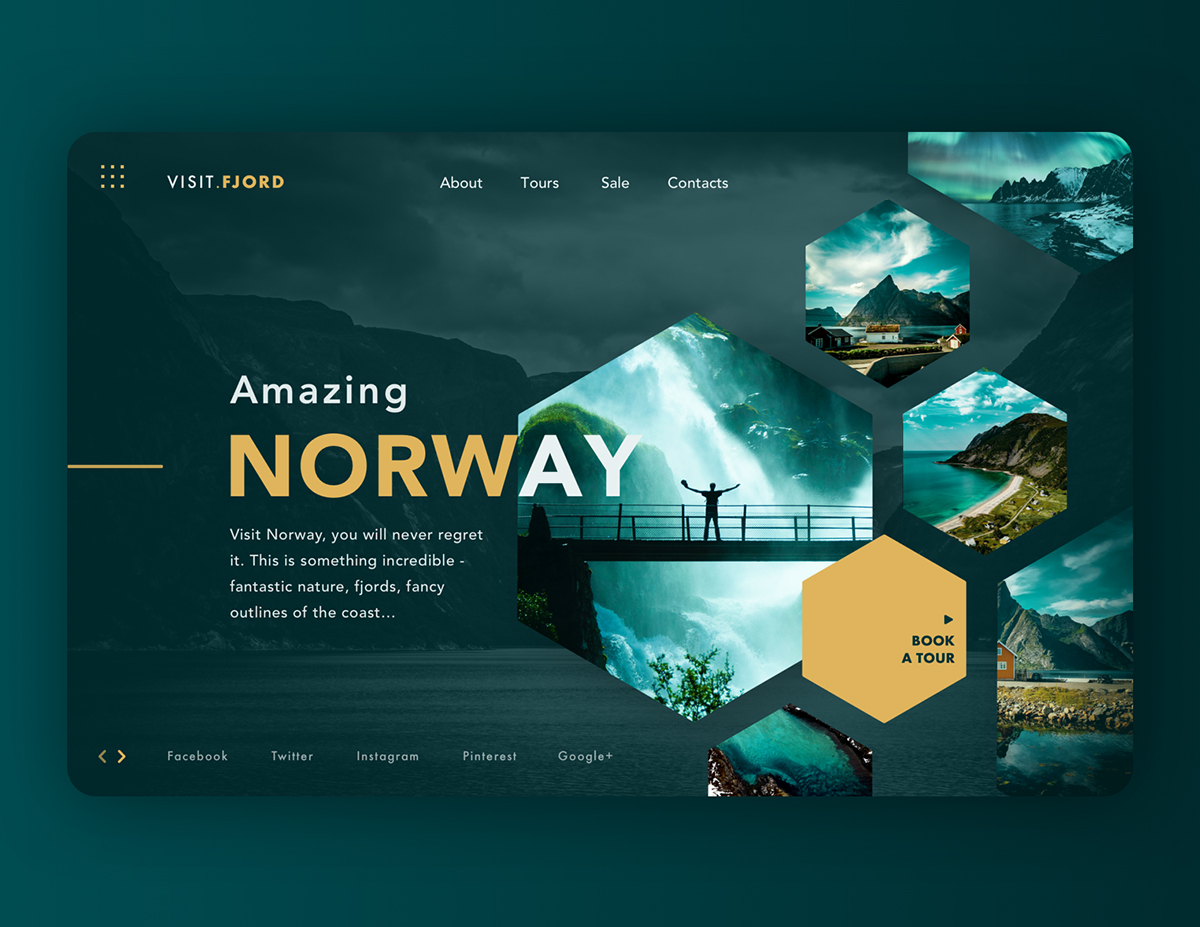 VISIT.FJORD
About Tours Sale Contacts
Amazing
NORWAY
Visit Norway, you will never regret
it. This is something incredible -
fantastic nature, fjords, fancy
outlines of the coast...
BOOK
A TOUR
Facebook Twitter Instagram Pinterest Google+